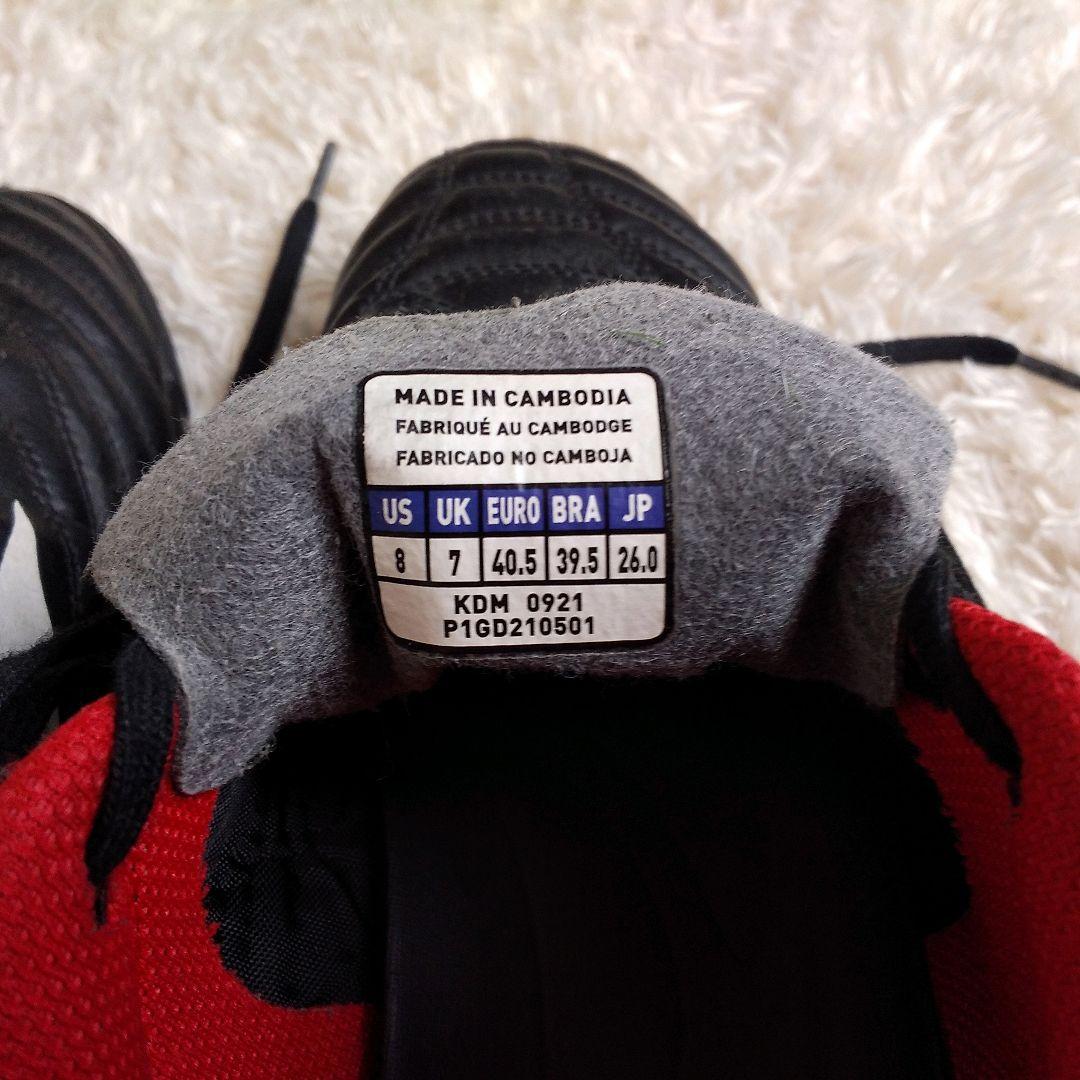 MADE IN CAMBODIA
FABRIQUÉ AU CAMBODGE
FABRICADO NO CAMBOJA
US UK EURO BRA JP
8 7 40.5 39.5 26.0
KDM 0921
P1GD210501